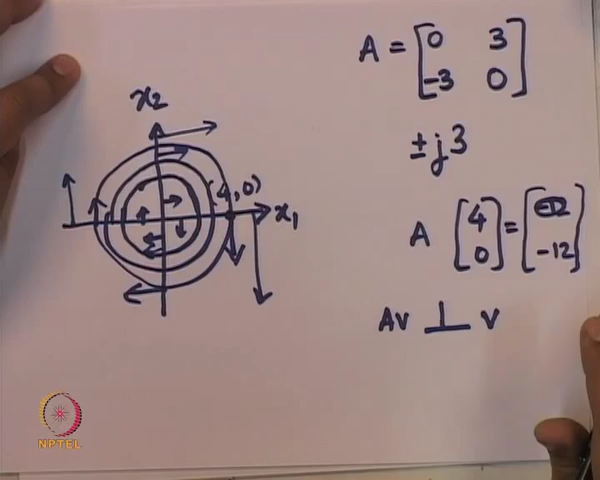 A = [0 3
-3 0]
x2
±j3
(4,0)
x1
A [4
0] = [
-12]
Av ⊥ v
NPTEL